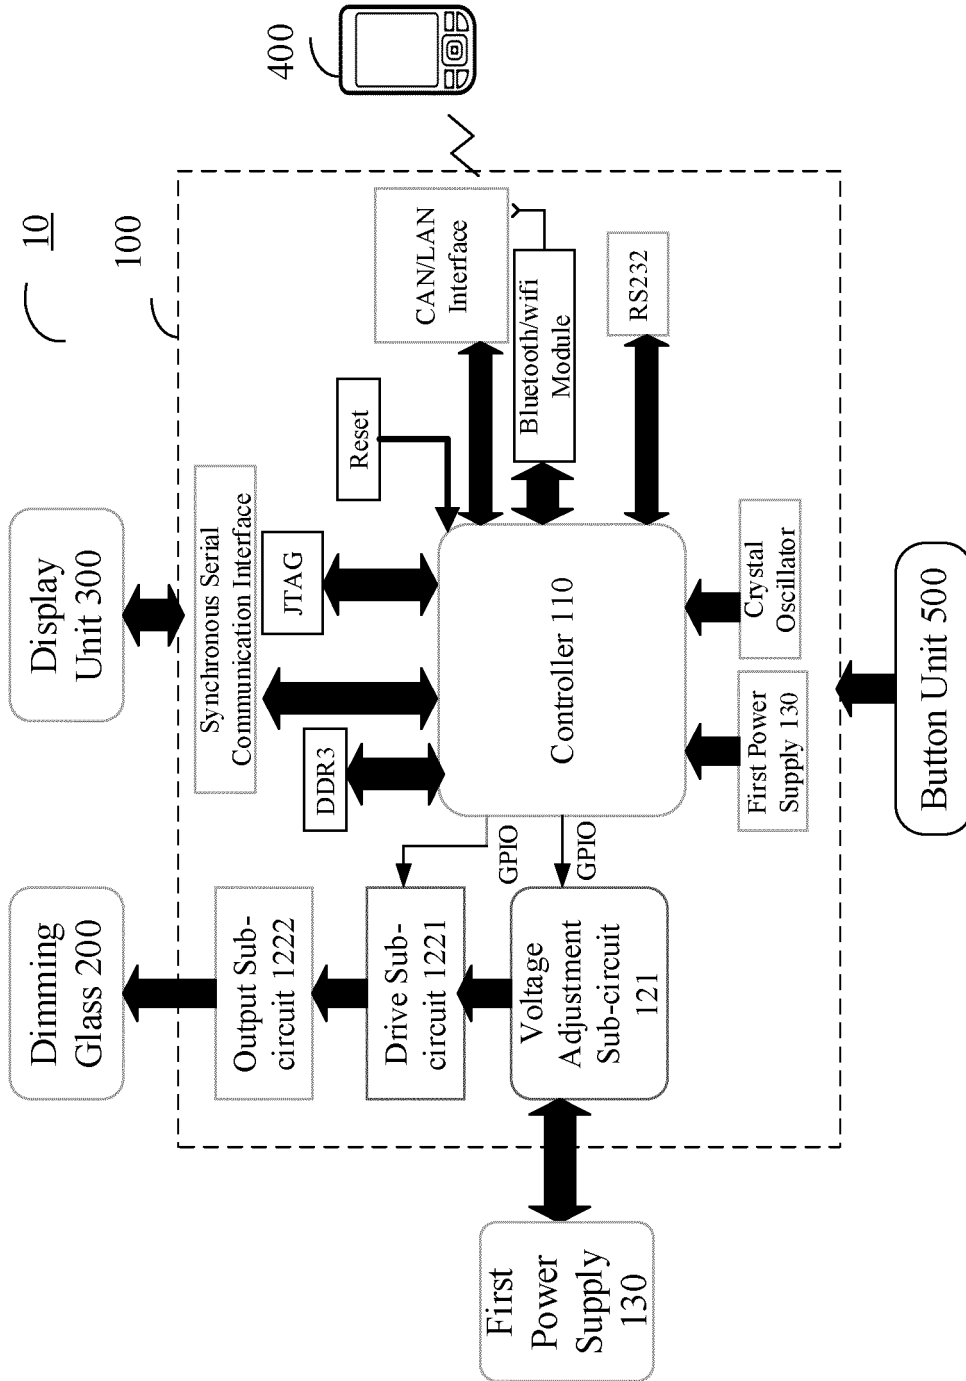 10
100
400
Dimming
Glass 200
Display
Unit 300
Output Sub-
circuit 1222
Synchronous Serial
Communication Interface
Drive Sub-
circuit 1221
DDR3
JTAG
Reset
CAN/LAN
Interface
GPIO
GPIO
Voltage
Adjustment
Sub-circuit
121
Controller 110
Bluetooth/wifi
Module
RS232
First
Power
Supply
130
First Power
Supply 130
Crystal
Oscillator
Button Unit 500